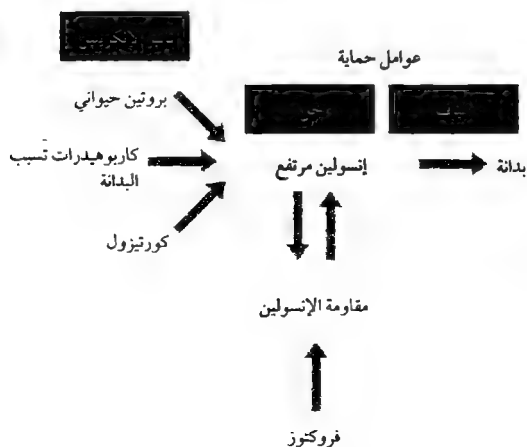 عوامل حماية
بروتين حيواني
كاربوهيدرات تسبب
البدانة
إنسولين مرتفع
بدانة
كورتيزول
مقاومة الإنسولين
فروكتوز